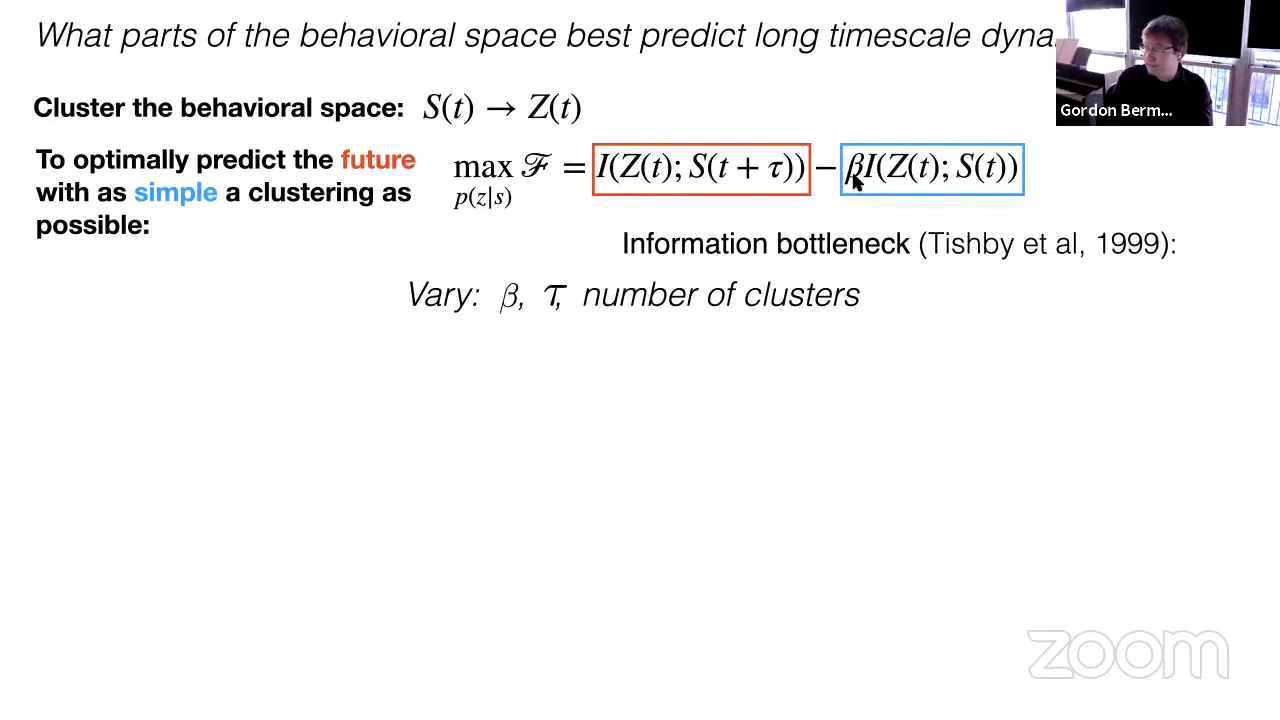 What parts of the behavioral space best predict long timescale
Gordon Berm...
Cluster the behavioral space: S(t) → Z(t)
To optimally predict the future
with as simple a clustering as
possible:
max ℱ = I(Z(t); S(t + τ)) − βI(Z(t); S(t))
p(z|s)
Information bottleneck (Tishby et al, 1999):
Vary: β, τ, number of clusters
zoom